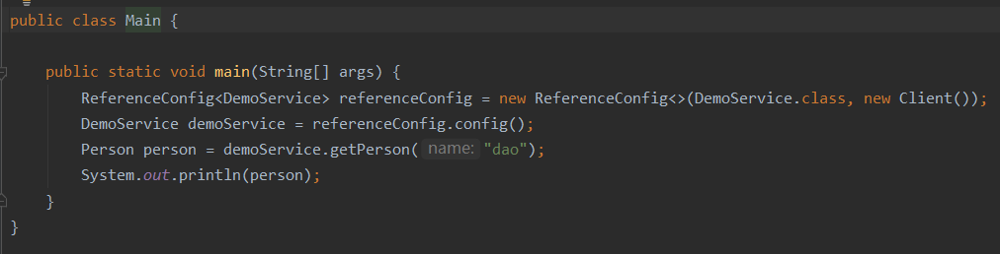 public class Main {
public static void main(String[] args) {
ReferenceConfig<DemoService> referenceConfig = new ReferenceConfig<>(DemoService.class, new Client());
DemoService demoService = referenceConfig.config();
Person person = demoService.getPerson( name: "dao");
System.out.println(person);
}
}